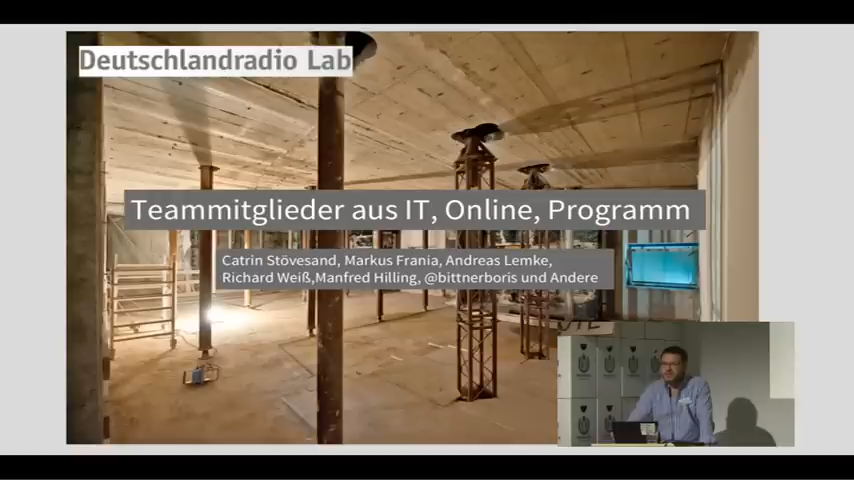 Deutschlandradio Lab
Teammitglieder aus IT, Online, Programm
Catrin Stövesand, Markus Frania, Andreas Lemke,
Richard Weiß,Manfred Hilling, @bittnerboris und Andere